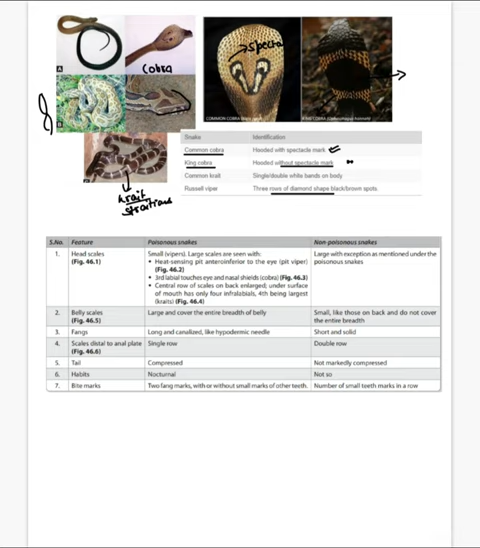 A
cobra
B
→ specta
COMMON COBRA
KING COBRA (Ophiophagus hannah)
Snake Identification
Common cobra Hooded with spectacle mark
King cobra Hooded without spectacle mark
Common krait Single/double while bands on body
Russell viper Three rows of diamond shape black/brown spots
krait
S.No. Feature Poisonous snakes Non-poisonous snakes
1. Head scales (Fig. 46.1) Small (vipers). Large scales are seen with: Large with exception as mentioned under the poisonous snakes
• Heat-sensing pit anteroinferior to the eye (pit viper) (Fig. 46.2)
• 3rd labial touches eye and nasal shields (cobra) (Fig. 46.3)
• Central row of scales on back enlarged; under surface of mouth has only four infralabials, 4th being largest (kraits) (Fig. 46.4)
2. Belly scales (Fig. 46.5) Large and cover the entire breadth of belly Small, like those on back and do not cover the entire breadth
3. Fangs Long and canalized, like hypodermic needle Short and solid
4. Scales distal to anal plate (Fig. 46.6) Single row Double row
5. Tail Compressed Not markedly compressed
6. Habits Nocturnal Not so
7. Bite marks Two fang marks, with or without small marks of other teeth. Number of small teeth marks in a row